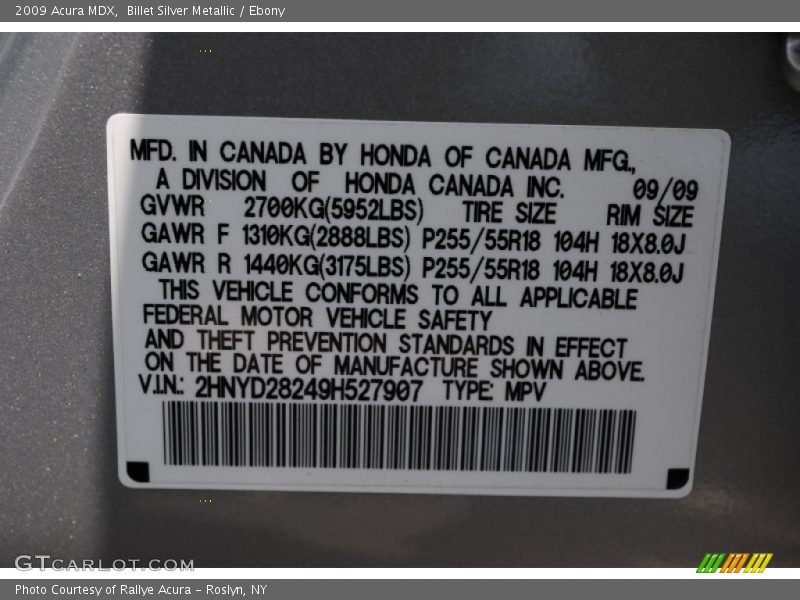 2009 Acura MDX,  Billet Silver Metallic / Ebony
MFD. IN CANADA BY HONDA OF CANADA MFG.,
A DIVISION OF HONDA CANADA INC. 09/09
GVWR 2700KG(5952LBS) TIRE SIZE RIM SIZE
GAWR F 1310KG(2888LBS) P255/55R18 104H 18X8.0J
GAWR R 1440KG(3175LBS) P255/55R18 104H 18X8.0J
THIS VEHICLE CONFORMS TO ALL APPLICABLE
FEDERAL MOTOR VEHICLE SAFETY
AND THEFT PREVENTION STANDARDS IN EFFECT
ON THE DATE OF MANUFACTURE SHOWN ABOVE.
V.I.N.: 2HNYD28249H527907 TYPE: MPV
GTCARLOT.COM
Photo Courtesy of Rallye Acura – Roslyn, NY